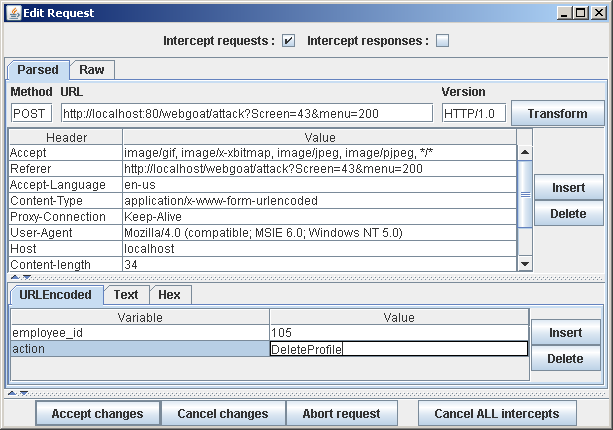 Edit Request
Intercept requests : Intercept responses :
Parsed Raw
Method URL Version
POST http://localhost:80/webgoat/attack?Screen=43&menu=200 HTTP/1.0 Transform
Header Value
Accept image/gif, image/x-xbitmap, image/jpeg, image/pjpeg, */*
Referer http://localhost/webgoat/attack?Screen=43&menu=200
Accept-Language en-us
Content-Type application/x-www-form-urlencoded
Proxy-Connection Keep-Alive
User-Agent Mozilla/4.0 (compatible; MSIE 6.0; Windows NT 5.0)
Host localhost
Content-length 34
Insert
Delete
URLEncoded Text Hex
Variable Value
employee_id 105
action DeleteProfile
Insert
Delete
Accept changes Cancel changes Abort request Cancel ALL intercepts